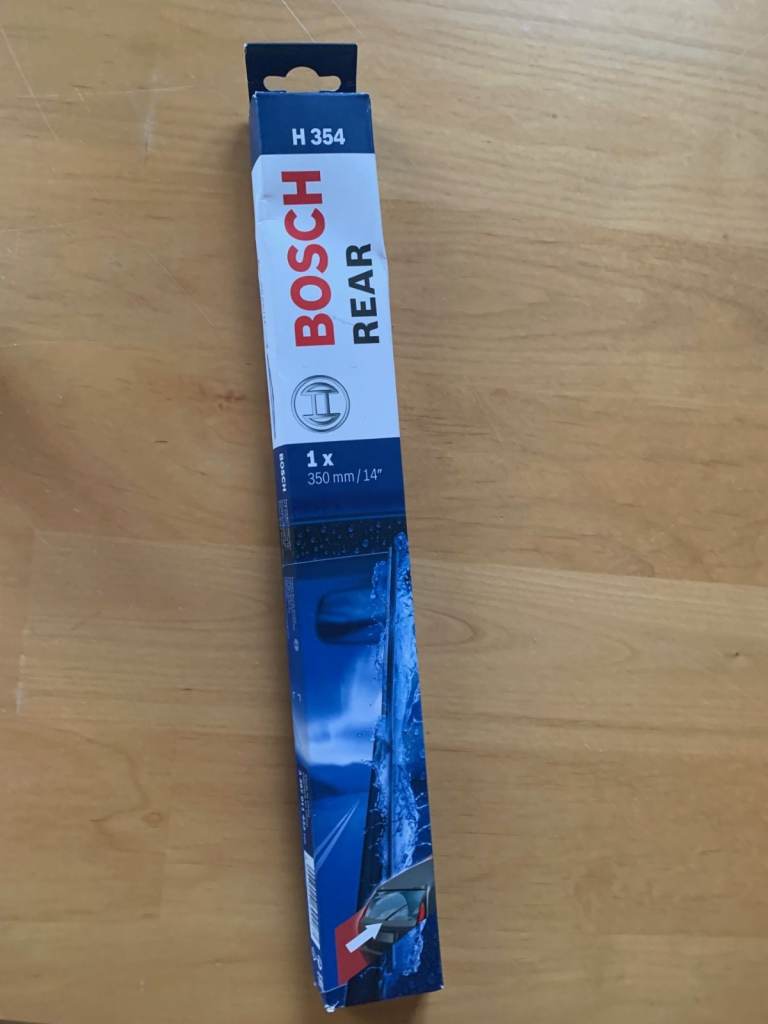 H 354
BOSCH
REAR
1 x
350 mm / 14"
BOSCH